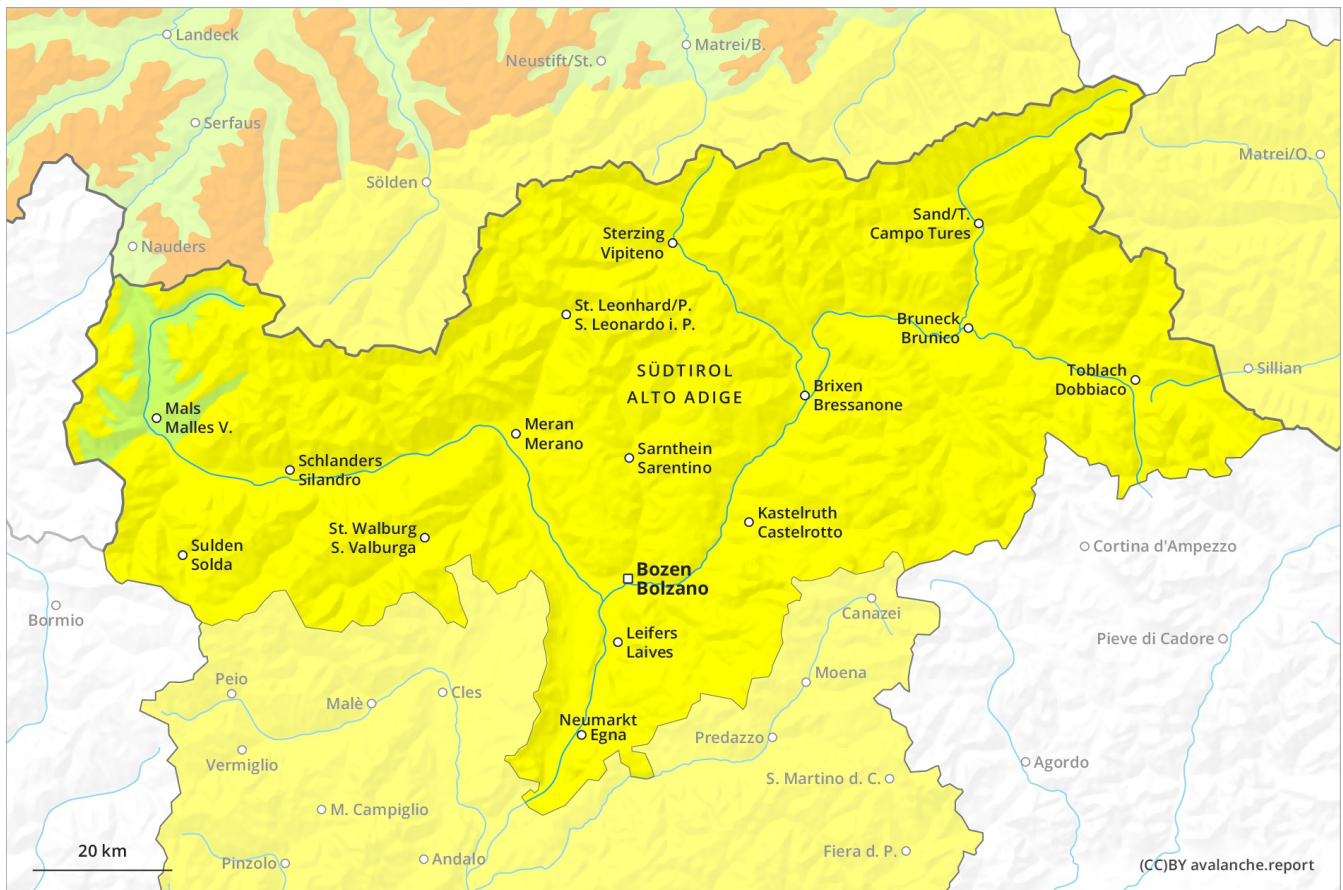 Landeck
Matrei/B.
Neustift/St.
Serfaus
Matrei/O.
Sölden
Sand/T.
Campo Tures
Sterzing
Vipiteno
Nauders
St. Leonhard/P.
S. Leonardo i. P.
Bruneck
Brunico
SÜDTIROL
ALTO ADIGE
Toblach
Dobbiaco
Sillian
Brixen
Bressanone
Mals
Malles V.
Meran
Merano
Sarnthein
Sarentino
Schlanders
Silandro
Kastelruth
Castelrotto
St. Walburg
S. Valburga
Sulden
Solda
Cortina d'Ampezzo
Bozen
Bolzano
Bormio
Canazei
Leifers
Laives
Pieve di Cadore
Moena
Peio
Malè
Cles
Neumarkt
Egna
Predazzo
Vermiglio
Agordo
S. Martino d. C.
M. Campiglio
20 km
Pinzolo
Andalo
Fiera d. P.
(CC)BY avalanche.report